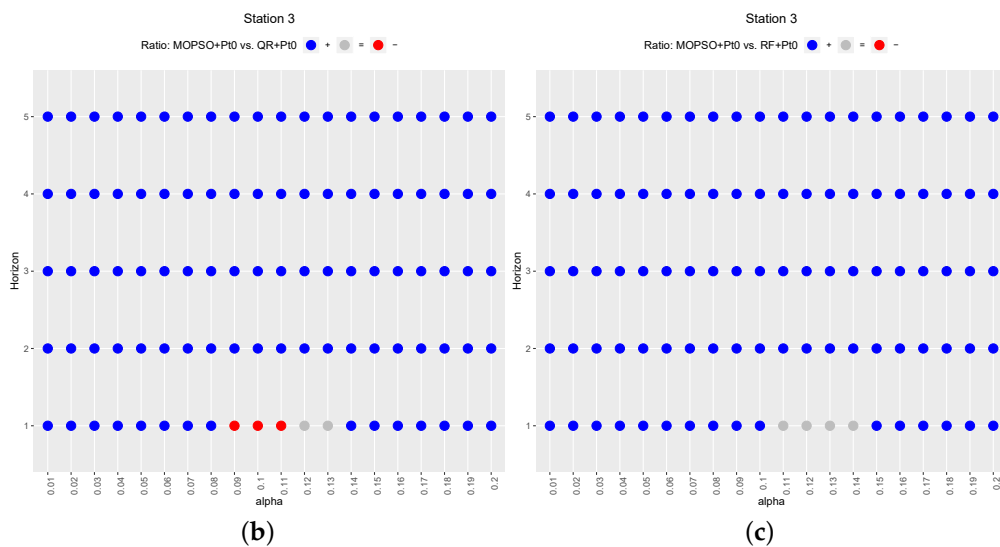 Station 3
Ratio: MOPSO+Pt0 vs. QR+Pt0 + = −
Horizon
5
4
3
2
1
0.01 0.02 0.03 0.04 0.05 0.06 0.07 0.08 0.09 0.1 0.11 0.12 0.13 0.14 0.15 0.16 0.17 0.18 0.19 0.2
alpha
(b)
Station 3
Ratio: MOPSO+Pt0 vs. RF+Pt0 + = −
Horizon
5
4
3
2
1
0.01 0.02 0.03 0.04 0.05 0.06 0.07 0.08 0.09 0.1 0.11 0.12 0.13 0.14 0.15 0.16 0.17 0.18 0.19 0.2
alpha
(c)